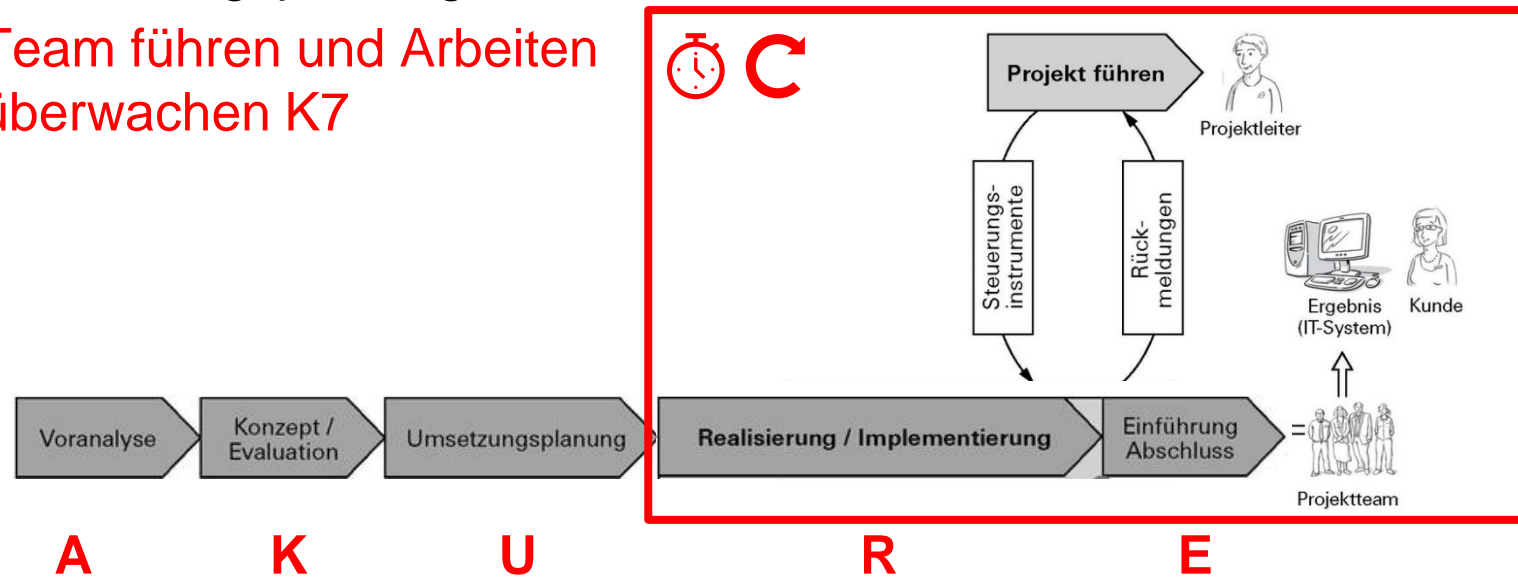 Team führen und Arbeiten
überwachen K7
Projekt führen
Projektleiter
Steuerungs-
instrumente
Rück-
meldungen
Ergebnis
(IT-System)
Kunde
Voranalyse
Konzept /
Evaluation
Umsetzungsplanung
Realisierung / Implementierung
Einführung
Abschluss
=
Projektteam
A
K
U
R
E